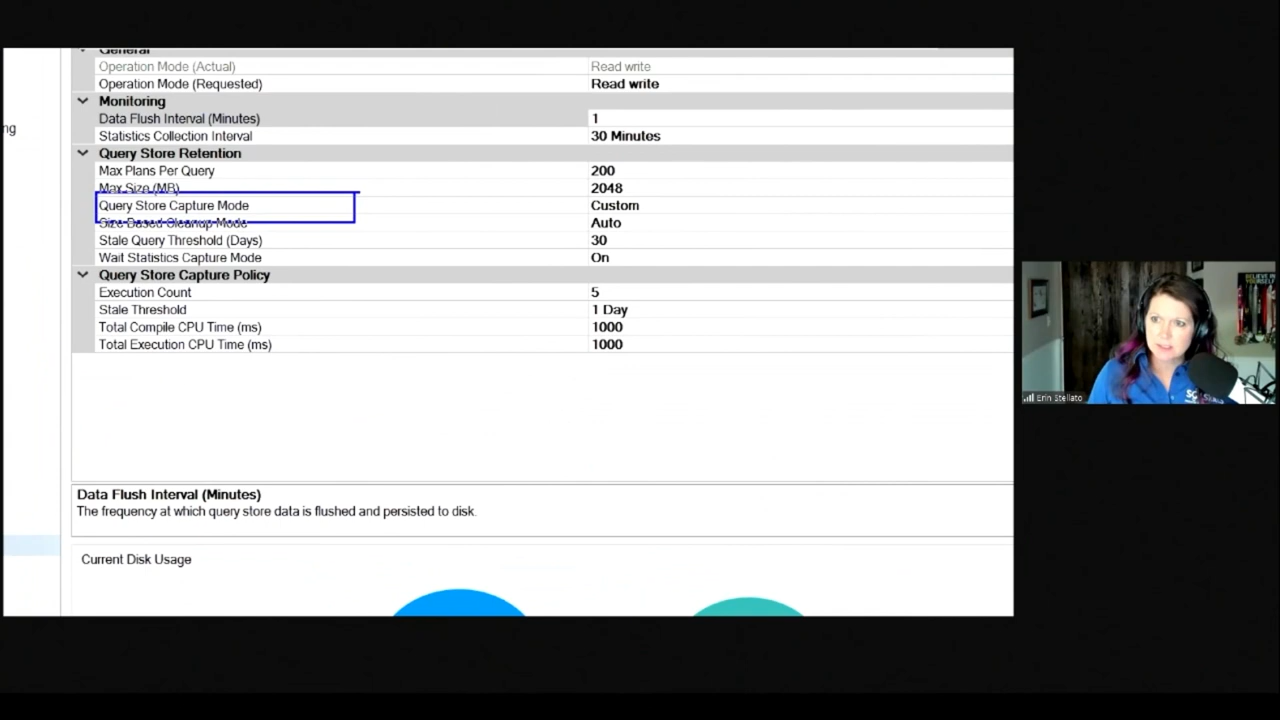 General
Operation Mode (Actual) Read write
Operation Mode (Requested) Read write
Monitoring
Data Flush Interval (Minutes) 1
Statistics Collection Interval 30 Minutes
Query Store Retention
Max Plans Per Query 200
Max Size (MB) 2048
Query Store Capture Mode Custom
Size Based Cleanup Mode Auto
Stale Query Threshold (Days) 30
Wait Statistics Capture Mode On
Query Store Capture Policy
Execution Count 5
Stale Threshold 1 Day
Total Compile CPU Time (ms) 1000
Total Execution CPU Time (ms) 1000
Data Flush Interval (Minutes)
The frequency at which query store data is flushed and persisted to disk.
Current Disk Usage
ng
BELIEVE IN
YOURSELF
Erin Stellato